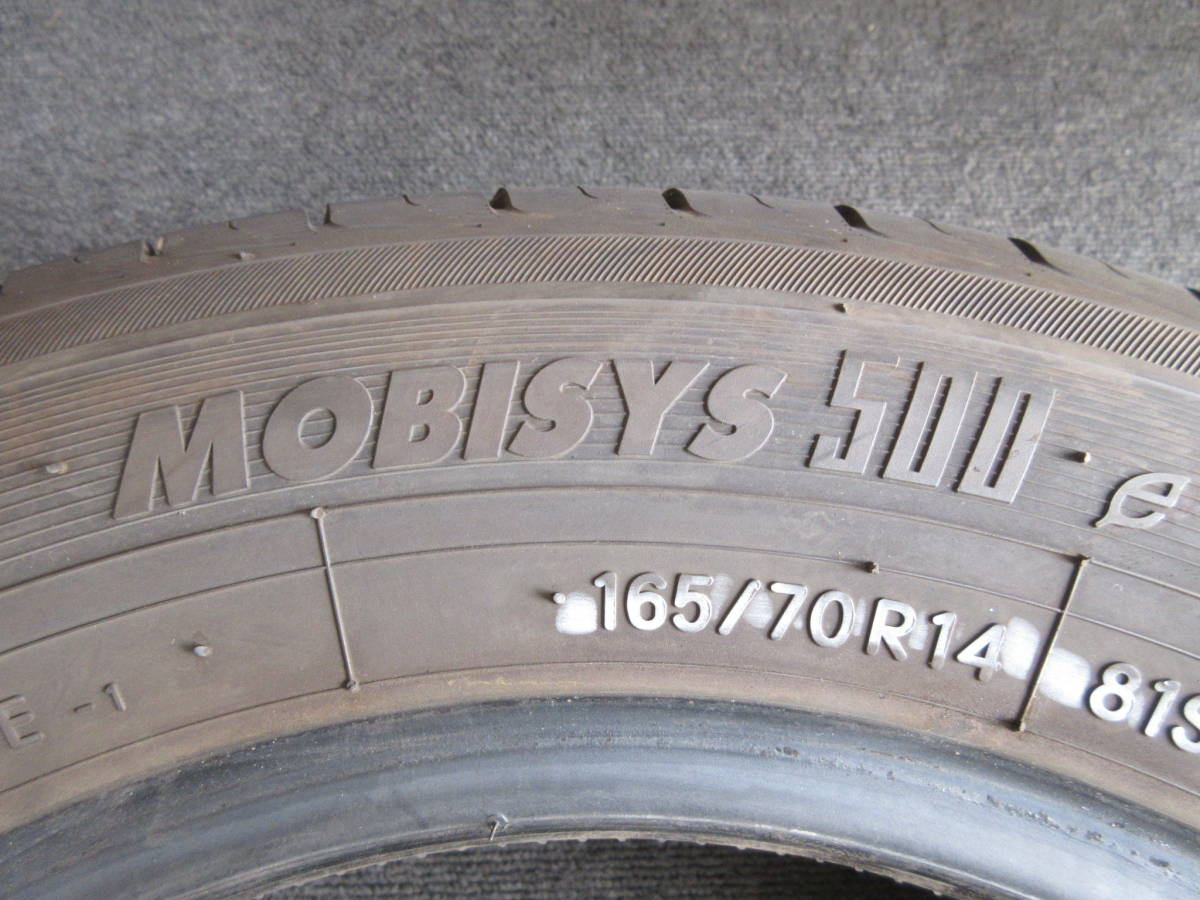 MOBISYS 500 e
165/70R14 81S
E-1